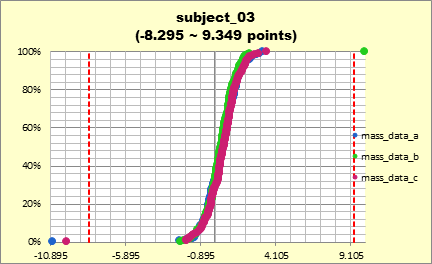 subject_03
(-8.295 ~ 9.349 points)
100%
80%
60%
40%
20%
0%
-10.895
-5.895
-0.895
4.105
9.105
mass_data_a
mass_data_b
mass_data_c